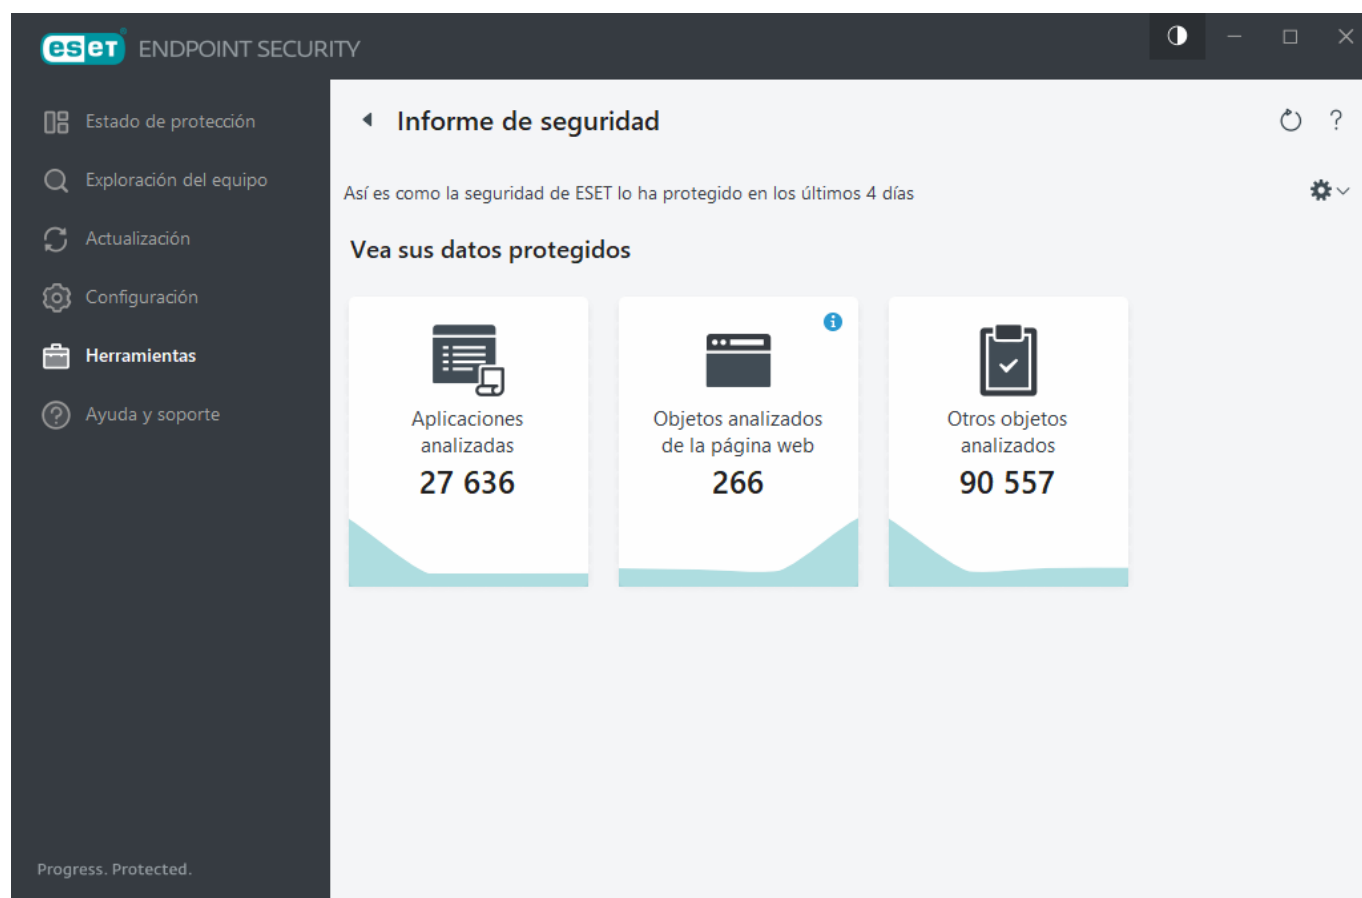 eset ENDPOINT SECURITY
Estado de protección
Exploración del equipo
Actualización
Configuración
Herramientas
Ayuda y soporte
Progress. Protected.
Informe de seguridad
?
Así es como la seguridad de ESET lo ha protegido en los últimos 4 días
Vea sus datos protegidos
Aplicaciones
analizadas
27 636
Objetos analizados
de la página web
266
Otros objetos
analizados
90 557